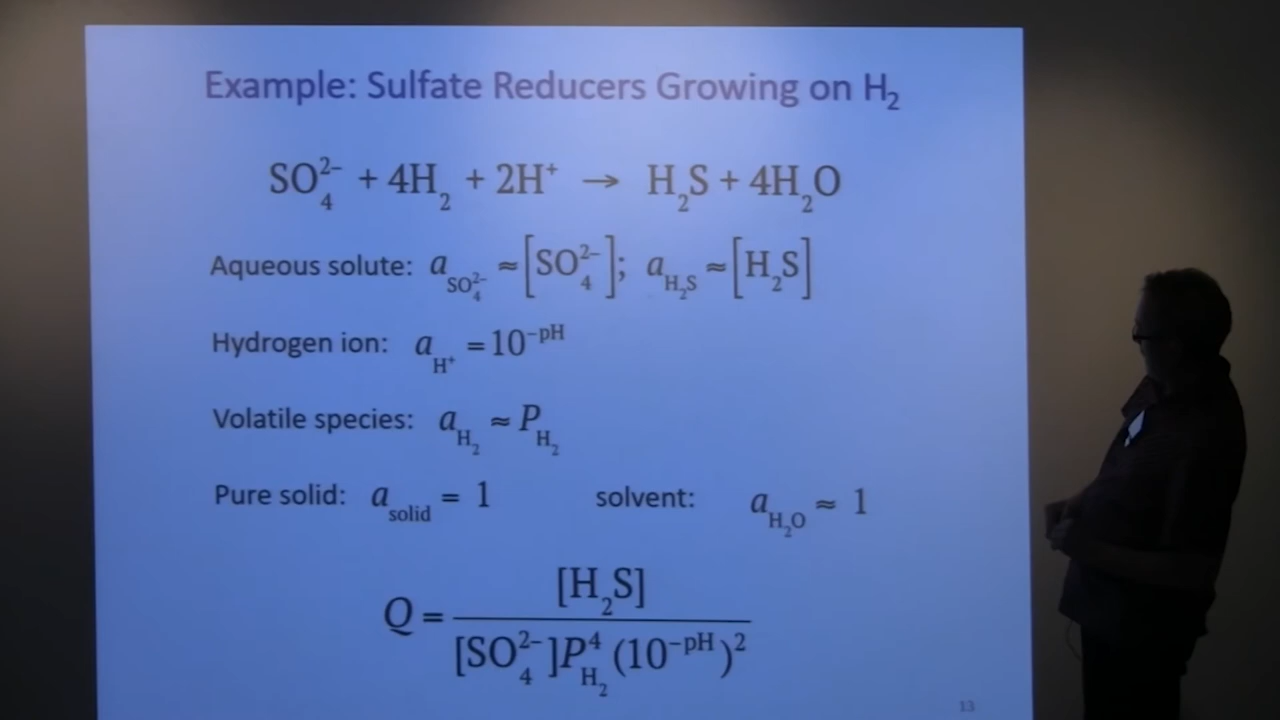 Example: Sulfate Reducers Growing on H₂
SO₄²⁻ + 4H₂ + 2H⁺ → H₂S + 4H₂O
Aqueous solute: a_SO₄²⁻ ≈ [SO₄²⁻]; a_H₂S ≈ [H₂S]
Hydrogen ion: a_H⁺ = 10^−pH
Volatile species: a_H₂ ≈ P_H₂
Pure solid: a_solid = 1 solvent: a_H₂O ≈ 1
Q = [H₂S] / [SO₄²⁻]P⁴_H₂ (10^−pH)²
13